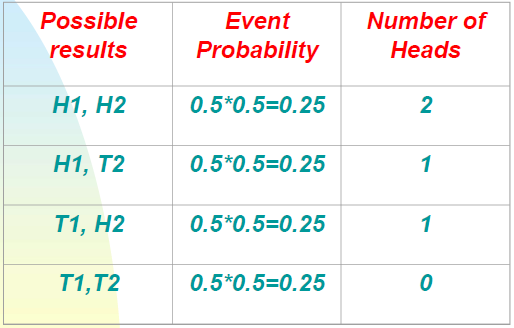 Possible results Event Probability Number of Heads
H1, H2 0.5*0.5=0.25 2
H1, T2 0.5*0.5=0.25 1
T1, H2 0.5*0.5=0.25 1
T1,T2 0.5*0.5=0.25 0